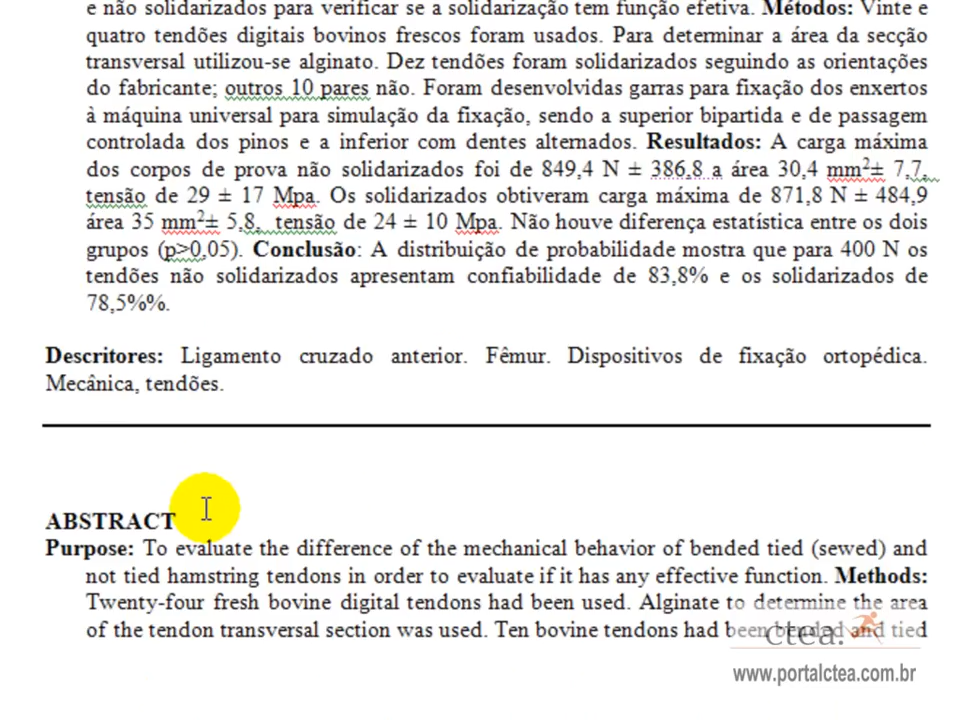 e não solidarizados para verificar se a solidarização tem função efetiva. Métodos: Vinte e
quatro tendões digitais bovinos frescos foram usados. Para determinar a área da secção
transversal utilizou-se alginato. Dez tendões foram solidarizados seguindo as orientações
do fabricante; outros 10 pares não. Foram desenvolvidas garras para fixação dos enxertos
à máquina universal para simulação da fixação, sendo a superior bipartida e de passagem
controlada dos pinos e a inferior com dentes alternados. Resultados: A carga máxima
dos corpos de prova não solidarizados foi de 849,4 N ± 386,8 a área 30,4 mm²± 7,7,
tensão de 29 ± 17 Mpa. Os solidarizados obtiveram carga máxima de 871,8 N ± 484,9
área 35 mm²± 5,8, tensão de 24 ± 10 Mpa. Não houve diferença estatística entre os dois
grupos (p>0,05). Conclusão: A distribuição de probabilidade mostra que para 400 N os
tendões não solidarizados apresentam confiabilidade de 83,8% e os solidarizados de
78,5%%.
Descritores: Ligamento cruzado anterior. Fêmur. Dispositivos de fixação ortopédica.
Mecânica, tendões.
ABSTRACT
Purpose: To evaluate the difference of the mechanical behavior of bended tied (sewed) and
not tied hamstring tendons in order to evaluate if it has any effective function. Methods:
Twenty-four fresh bovine digital tendons had been used. Alginate to determine the area
of the tendon transversal section was used. Ten bovine tendons had been bended and tied
ctea.
www.portalctea.com.br